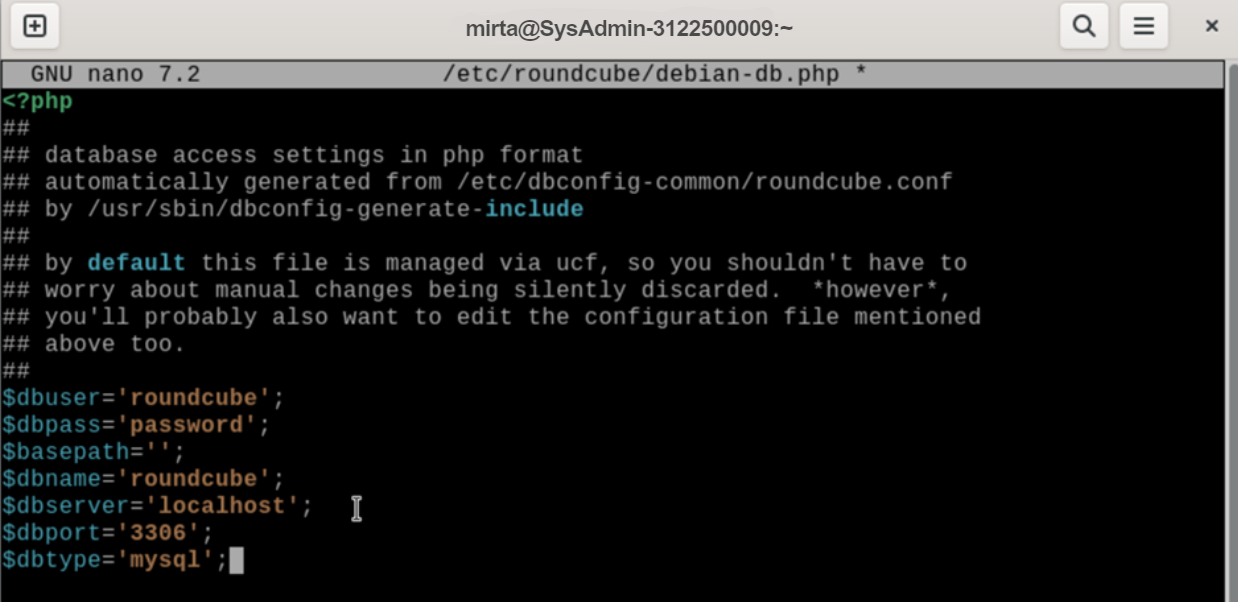 mirta@SysAdmin-3122500009:~
GNU nano 7.2 /etc/roundcube/debian-db.php *
<?php
##
## database access settings in php format
## automatically generated from /etc/dbconfig-common/roundcube.conf
## by /usr/sbin/dbconfig-generate-include
##
## by default this file is managed via ucf, so you shouldn't have to
## worry about manual changes being silently discarded.  *however*,
## you'll probably also want to edit the configuration file mentioned
## above too.
##
$dbuser='roundcube';
$dbpass='password';
$basepath='';
$dbname='roundcube';
$dbserver='localhost';
$dbport='3306';
$dbtype='mysql';